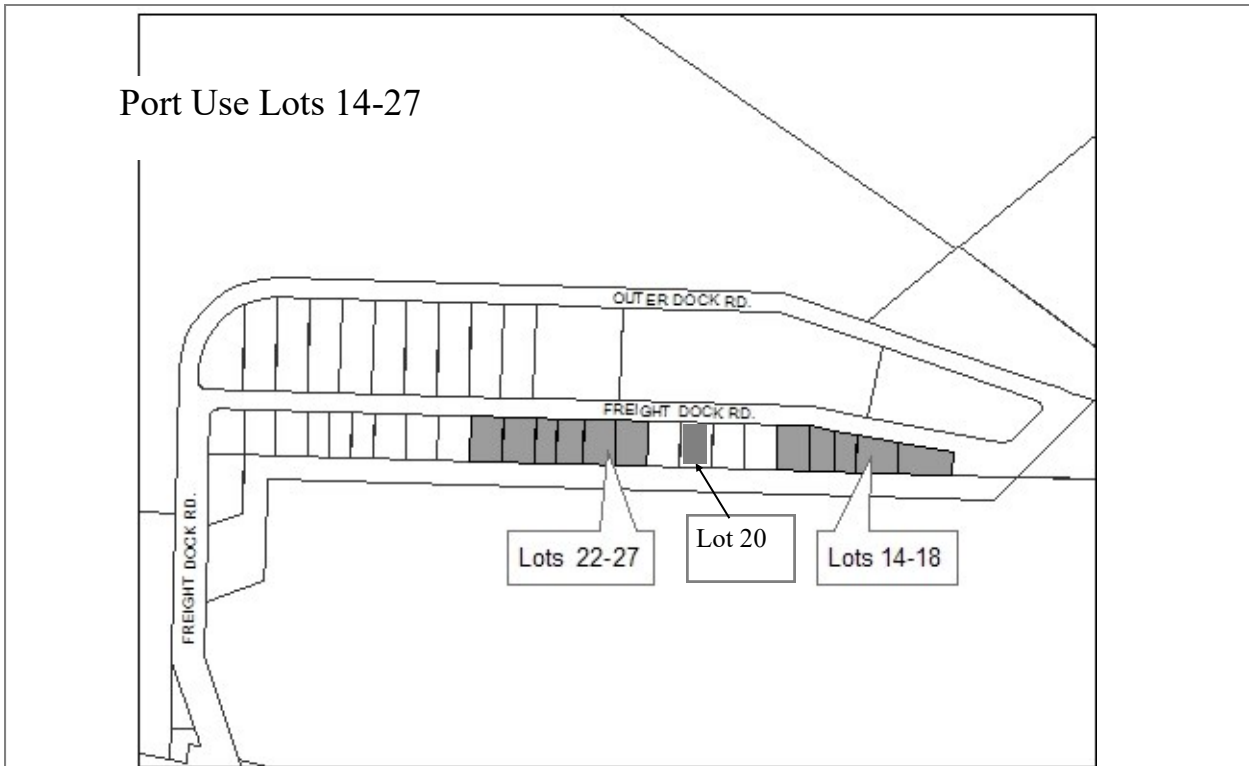 Port Use Lots 14-27
OUTER DOCK RD.
FREIGHT DOCK RD.
FREIGHT DOCK RD.
Lots 22-27
Lot 20
Lots 14-18